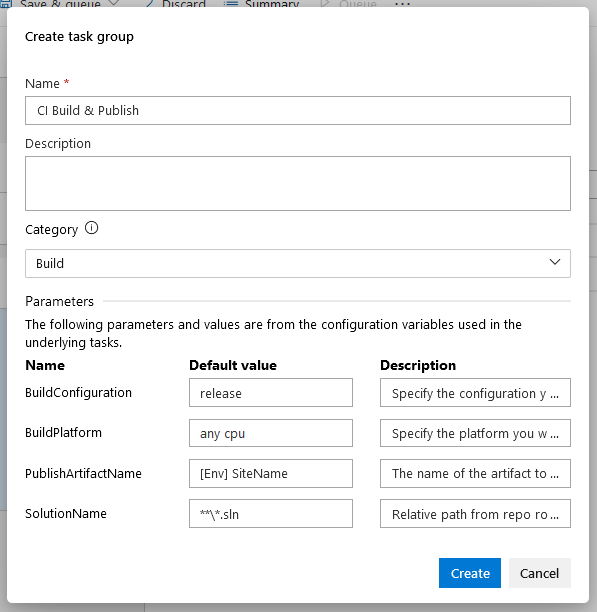 Save & queue Discard Summary Queue ...
Create task group
Name *
CI Build & Publish
Description
Category
Build
Parameters
The following parameters and values are from the configuration variables used in the
underlying tasks.
Name Default value Description
BuildConfiguration release Specify the configuration y ...
BuildPlatform any cpu Specify the platform you w ...
PublishArtifactName [Env] SiteName The name of the artifact to ...
SolutionName **\*.sln Relative path from repo ro ...
Create Cancel